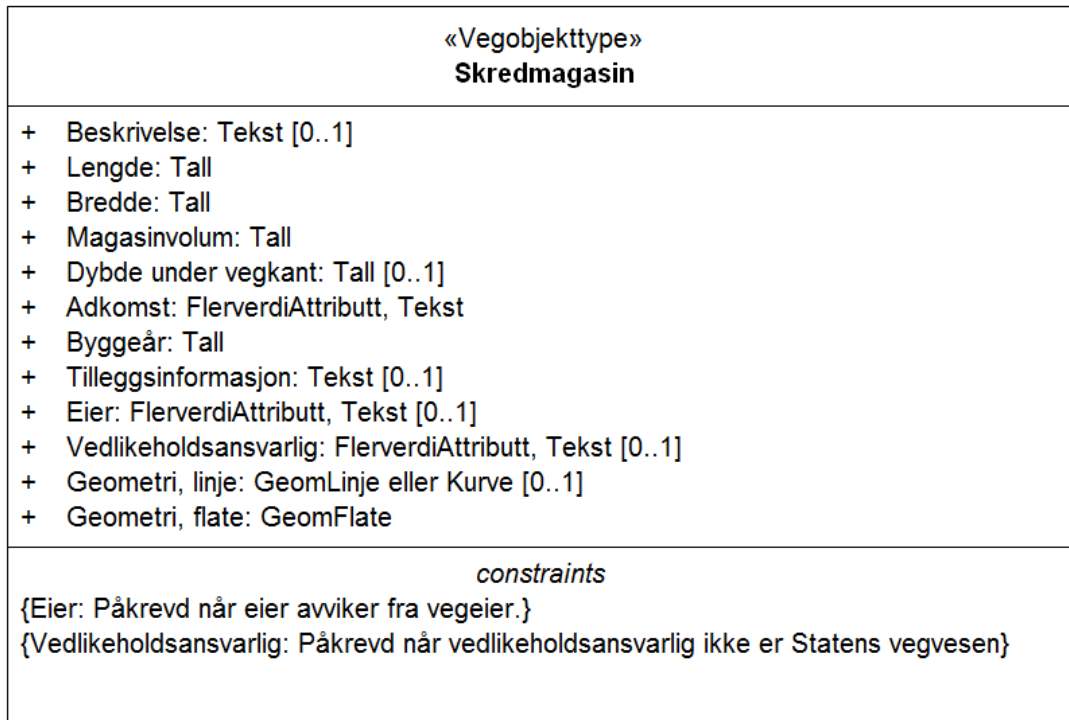 «Vegobjekttype»
Skredmagasin
+ Beskrivelse: Tekst [0..1]
+ Lengde: Tall
+ Bredde: Tall
+ Magasinvolum: Tall
+ Dybde under vegkant: Tall [0..1]
+ Adkomst: FlerverdiAttributt, Tekst
+ Byggeår: Tall
+ Tilleggsinformasjon: Tekst [0..1]
+ Eier: FlerverdiAttributt, Tekst [0..1]
+ Vedlikeholdsansvarlig: FlerverdiAttributt, Tekst [0..1]
+ Geometri, linje: GeomLinje eller Kurve [0..1]
+ Geometri, flate: GeomFlate
constraints
{Eier: Påkrevd når eier avviker fra vegeier.}
{Vedlikeholdsansvarlig: Påkrevd når vedlikeholdsansvarlig ikke er Statens vegvesen}